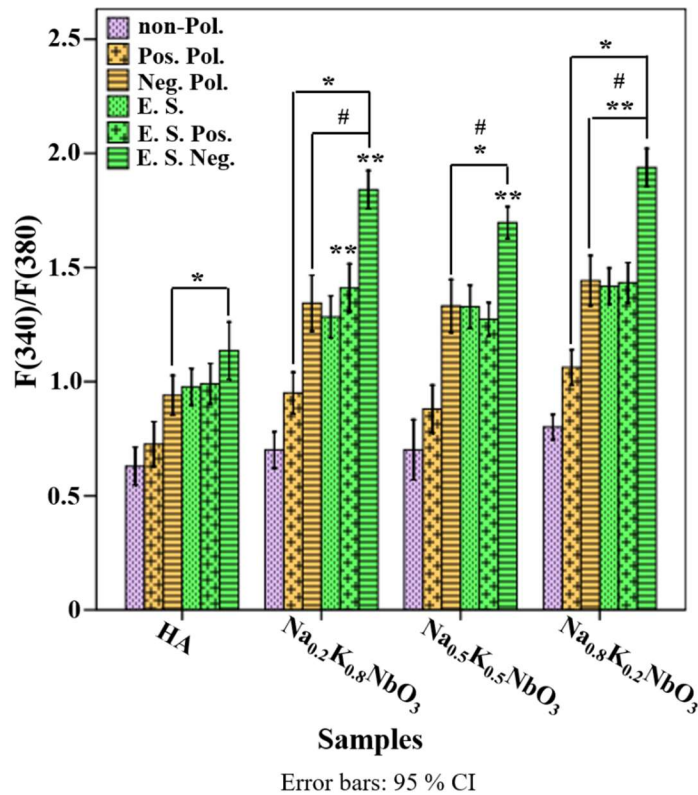 non-Pol.
Pos. Pol.
Neg. Pol.
E. S.
E. S. Pos.
E. S. Neg.
F(340)/F(380)
2.5
2.0
1.5
1.0
0.5
0
*
*
#
**
**
#
*
**
*
#
**
HA
Na₀.₂K₀.₈NbO₃
Na₀.₅K₀.₅NbO₃
Na₀.₈K₀.₂NbO₃
Samples
Error bars: 95 % CI